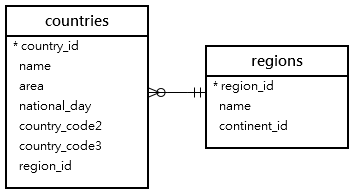 countries
* country_id
name
area
national_day
country_code2
country_code3
region_id
regions
* region_id
name
continent_id